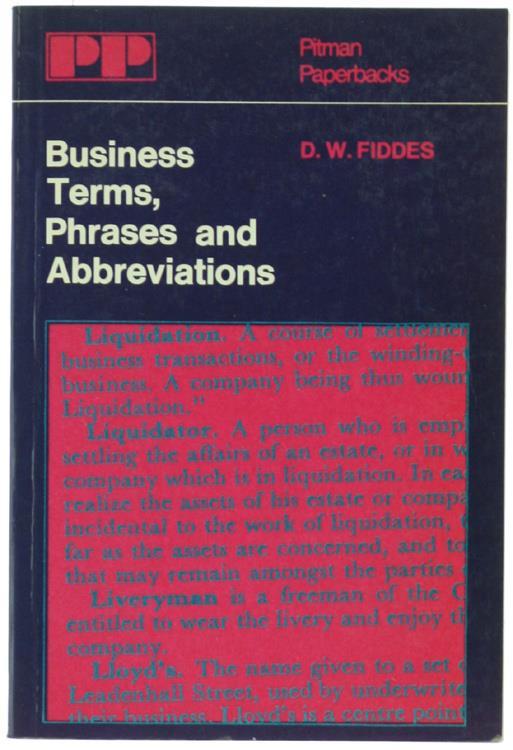 PP
Pitman
Paperbacks
D. W. FIDDES
Business
Terms,
Phrases and
Abbreviations
Liquidation. A course of settlemen
business transactions, or the winding-
business. A company being thus woun
Liquidation."
Liquidator. A person who is empl
settling the affairs of an estate, or in w
company which is in liquidation. In ea
realize the assets of his estate or compa
incidental to the work of liquidation,
far as the assets are concerned, and to
that may remain amongst the parties
Liveryman is a freeman of the C
entitled to wear the livery and enjoy th
company.
Lloyd's. The name given to a set
Leadenhall Street, used by underwrite
their business. Lloyd's is a centre point